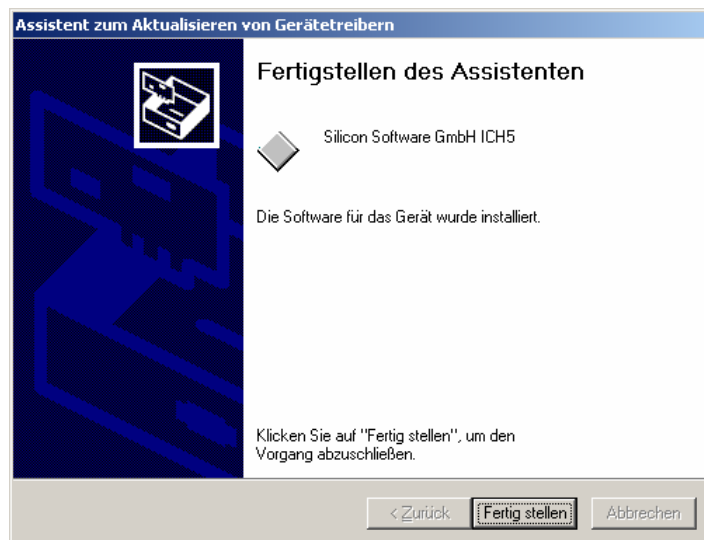 Assistent zum Aktualisieren von Gerätetreibern
Fertigstellen des Assistenten
Silicon Software GmbH ICH5
Die Software für das Gerät wurde installiert.
Klicken Sie auf "Fertig stellen", um den
Vorgang abzuschließen.
< Zurück Fertig stellen Abbrechen